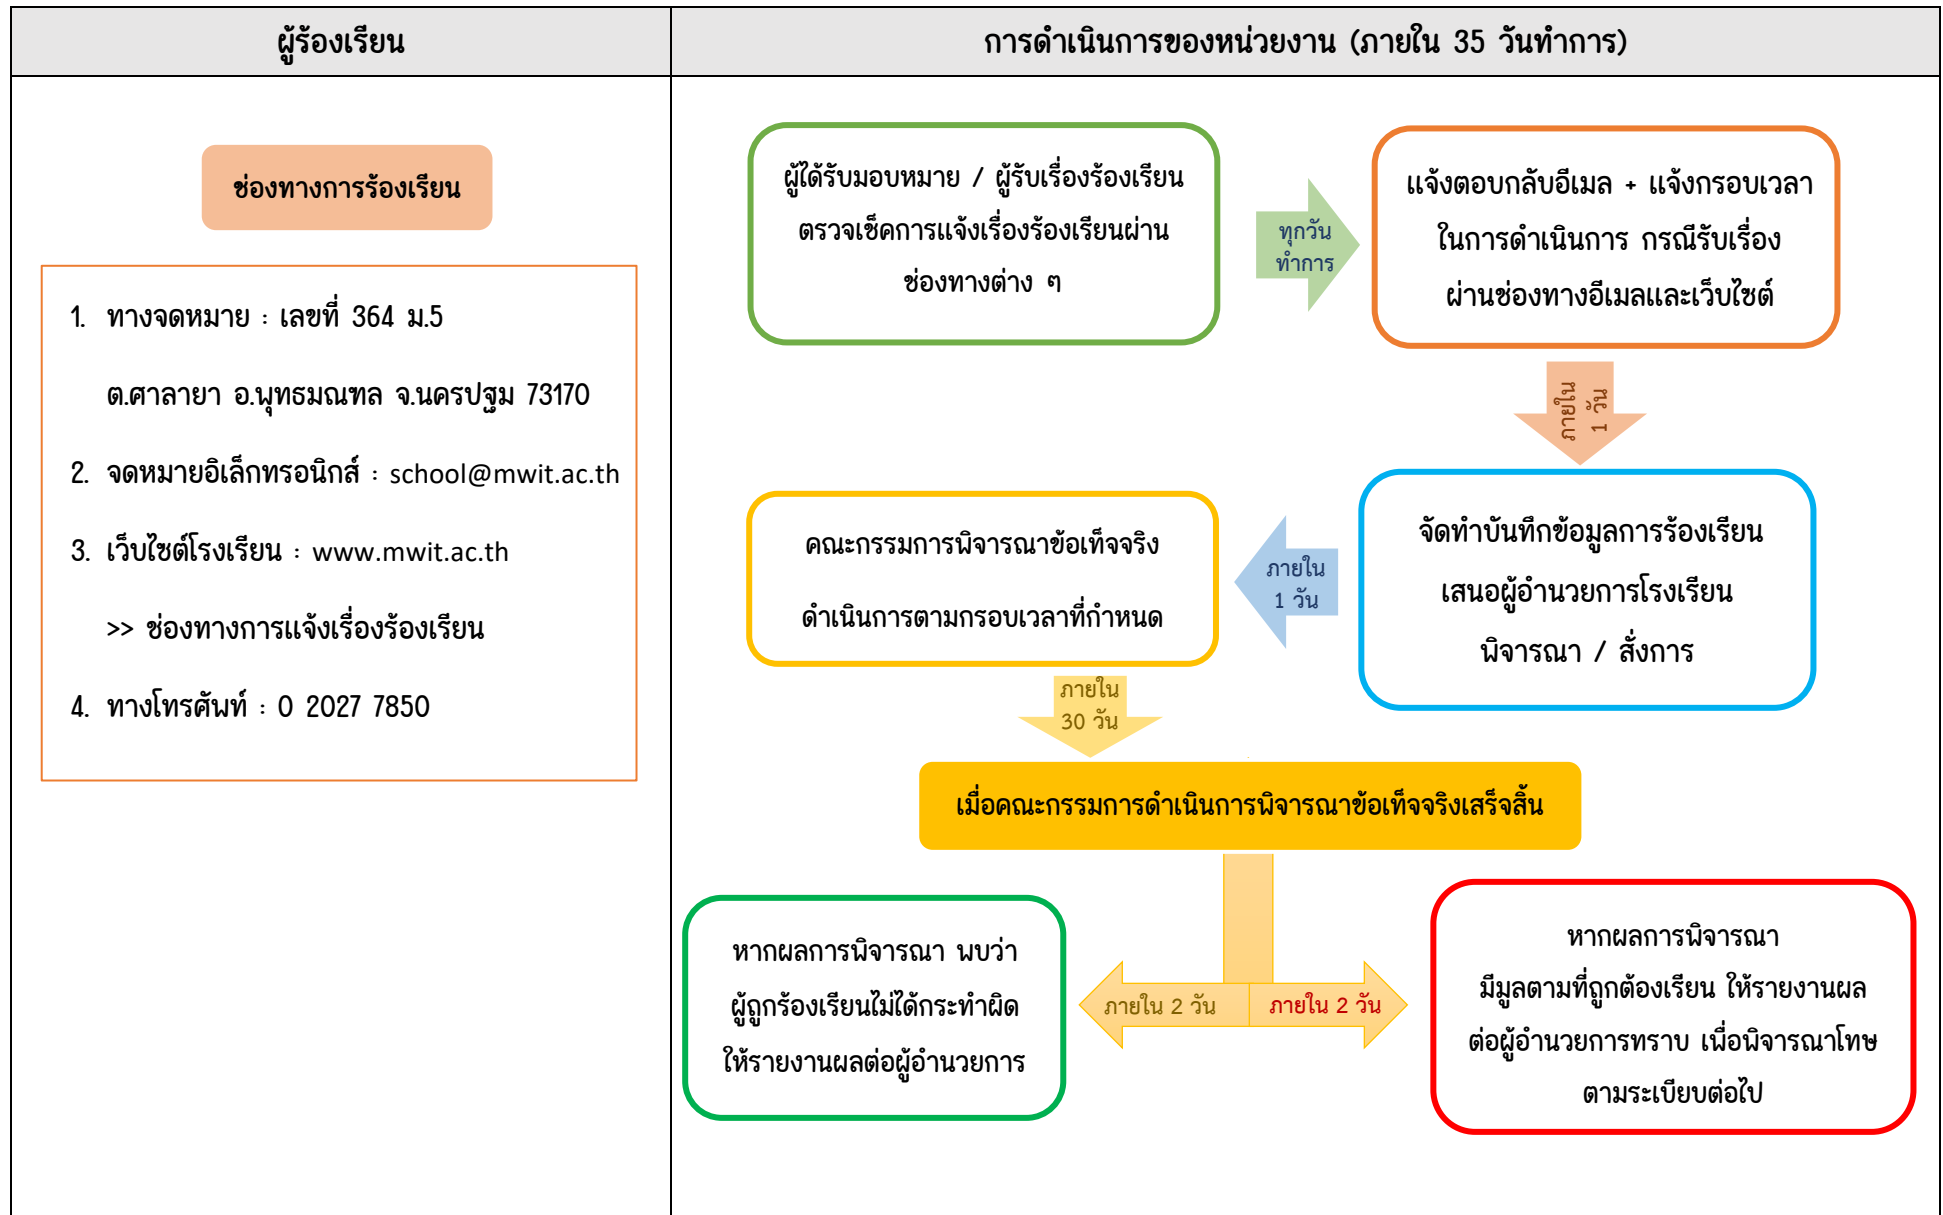 ผู้ร้องเรียน
การดำเนินการของหน่วยงาน (ภายใน 35 วันทำการ)
ช่องทางการร้องเรียน
1. ทางจดหมาย : เลขที่ 364 ม.5
ต.ศาลายา อ.พุทธมณฑล จ.นครปฐม 73170
2. จดหมายอิเล็กทรอนิกส์ : school@mwit.ac.th
3. เว็บไซต์โรงเรียน : www.mwit.ac.th
>> ช่องทางการแจ้งเรื่องร้องเรียน
4. ทางโทรศัพท์ : 0 2027 7850
ผู้ได้รับมอบหมาย / ผู้รับเรื่องร้องเรียน
ตรวจเช็คการแจ้งเรื่องร้องเรียนผ่าน
ช่องทางต่าง ๆ
ทุกวัน
ทำการ
แจ้งตอบกลับอีเมล + แจ้งกรอบเวลา
ในการดำเนินการ กรณีรับเรื่อง
ผ่านช่องทางอีเมลและเว็บไซต์
ภายใน
1 วัน
จัดทำบันทึกข้อมูลการร้องเรียน
เสนอผู้อำนวยการโรงเรียน
พิจารณา / สั่งการ
ภายใน
1 วัน
คณะกรรมการพิจารณาข้อเท็จจริง
ดำเนินการตามกรอบเวลาที่กำหนด
ภายใน
30 วัน
เมื่อคณะกรรมการดำเนินการพิจารณาข้อเท็จจริงเสร็จสิ้น
หากผลการพิจารณา พบว่า
ผู้ถูกร้องเรียนไม่ได้กระทำผิด
ให้รายงานผลต่อผู้อำนวยการ
ภายใน 2 วัน
ภายใน 2 วัน
หากผลการพิจารณา
มีมูลตามที่ถูกต้องเรียน ให้รายงานผล
ต่อผู้อำนวยการทราบ เพื่อพิจารณาโทษ
ตามระเบียบต่อไป